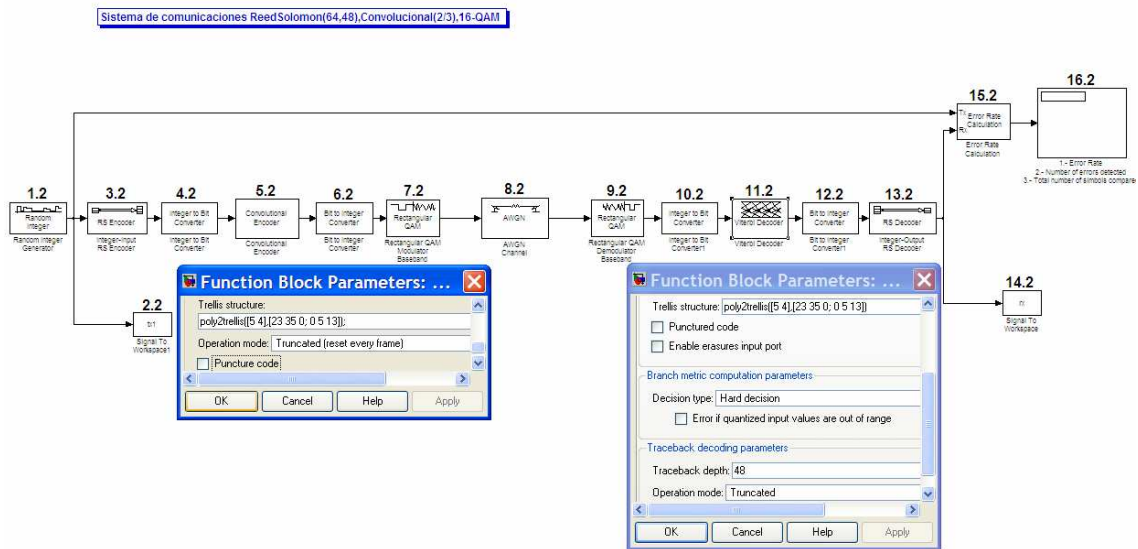 Sistema de comunicaciones ReedSolomon(64,48),Convolucional(2/3),16-QAM
16.2
15.2
Tx
Rx
Error Rate
Calculation
Error Rate
Calculation
1.- Error Rate
2.- Number of errors detected
3.- Total number of simbols compare
1.2
Random
Integer
Random Integer
Generator
3.2
RS Encoder
Integer-Input
RS Encoder
4.2
Integer to Bit
Converter
Integer to Bit
Converter
5.2
Convolutional
Encoder
Convolutional
Encoder
6.2
Bit to Integer
Converter
Bit to Integer
Converter
7.2
Rectangular
QAM
Rectangular QAM
Modulator
Baseband
8.2
AWGN
AWGN
Channel
9.2
Rectangular
QAM
Rectangular QAM
Demodulator
Baseband
10.2
Integer to Bit
Converter
Integer to Bit
Converter1
11.2
Viterbi Decoder
Viterbi Decoder
12.2
Bit to Integer
Converter
Bit to Integer
Converter1
13.2
RS Decoder
Integer-Output
RS Decoder
2.2
Signal To
Workspace1
14.2
Signal To
Workspace
Function Block Parameters: ...
Trellis structure:
poly2trellis([5 4],[23 35 0; 0 5 13]);
Operation mode: Truncated (reset every frame)
Puncture code
OK Cancel Help Apply
Function Block Parameters: ...
Trellis structure: poly2trellis([5 4],[23 35 0; 0 5 13])
Punctured code
Enable erasures input port
Branch metric computation parameters
Decision type: Hard decision
Error if quantized input values are out of range
Traceback decoding parameters
Traceback depth: 48
Operation mode: Truncated
OK Cancel Help Apply